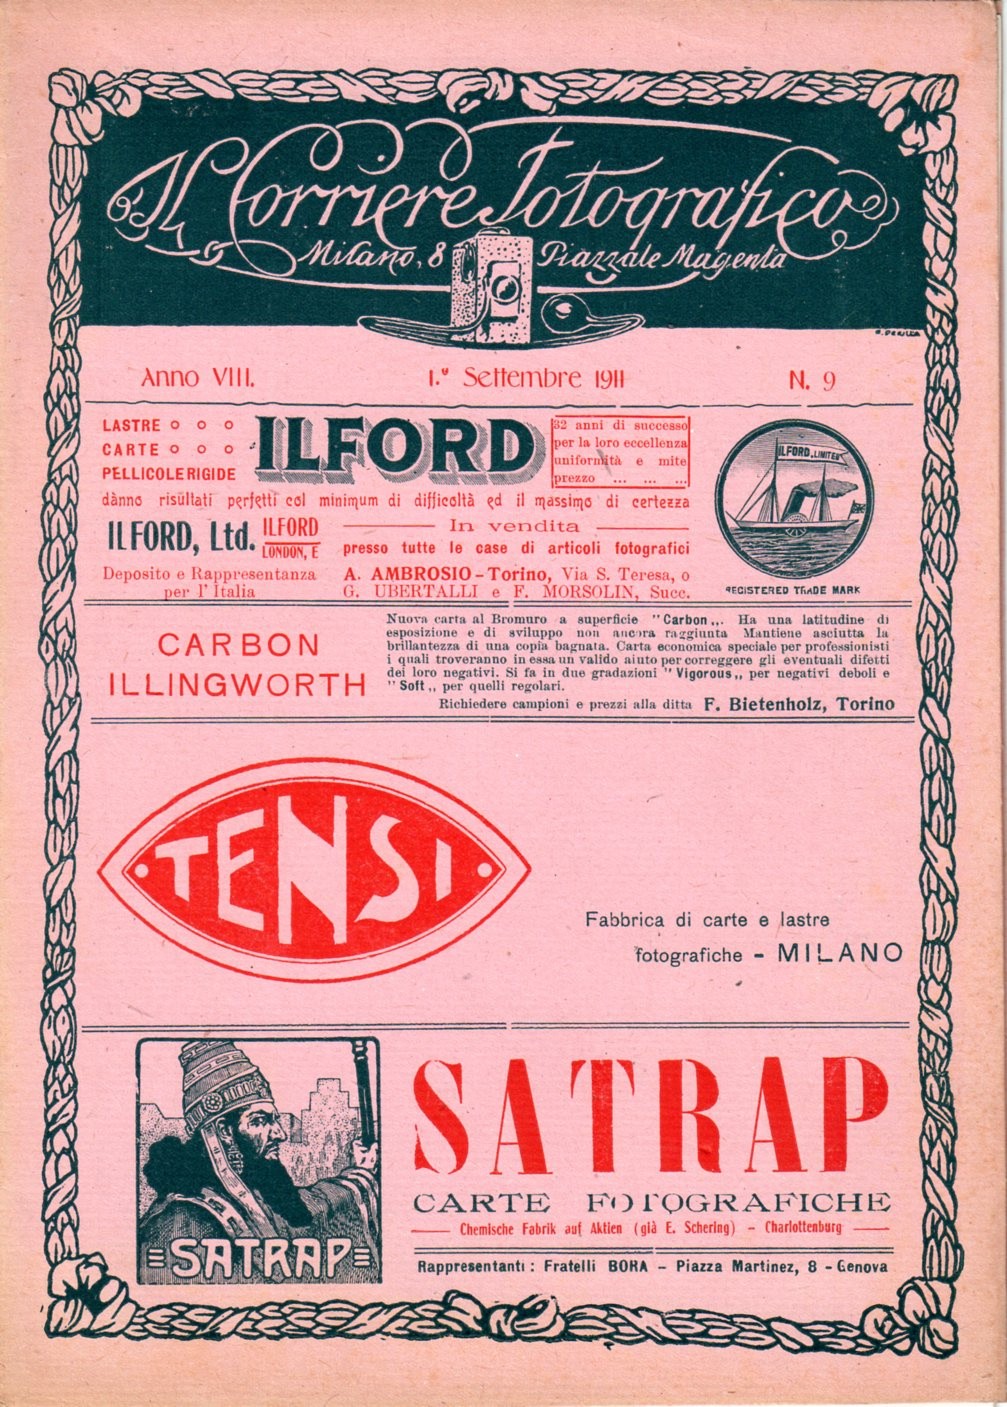 Il Corriere Fotografico
Milano, 8 Piazzale Magenta
Anno VIII.
1.º Settembre 1911
N. 9
LASTRE
CARTE
PELLICOLE RIGIDE
ILFORD
32 anni di successo
per la loro eccellenza
uniformità e mite
prezzo ... ... ...
dànno risultati perfetti col minimum di difficoltà ed il massimo di certezza
ILFORD, Ltd. ILFORD
LONDON, E
Deposito e Rappresentanza
per l'Italia
In vendita
presso tutte le case di articoli fotografici
A. AMBROSIO - Torino, Via S. Teresa, 0
G. UBERTALLI e F. MORSOLIN, Succ.
ILFORD, LIMITED
REGISTERED TRADE MARK
CARBON
ILLINGWORTH
Nuova carta al Bromuro a superficie "Carbon„. Ha una latitudine di
esposizione e di sviluppo non ancora raggiunta Mantiene asciutta la
brillantezza di una copia bagnata. Carta economica speciale per professionisti
i quali troveranno in essa un valido aiuto per correggere gli eventuali difetti
dei loro negativi. Si fa in due gradazioni "Vigorous„ per negativi deboli e
"Soft„ per quelli regolari.
Richiedere campioni e prezzi alla ditta F. Bietenholz, Torino
TENSI
Fabbrica di carte e lastre
fotografiche - MILANO
SATRAP
SATRAP
CARTE FOTOGRAFICHE
Chemische Fabrik auf Aktien (già E. Schering) - Charlottenburg
Rappresentanti: Fratelli BORA - Piazza Martinez, 8 - Genova